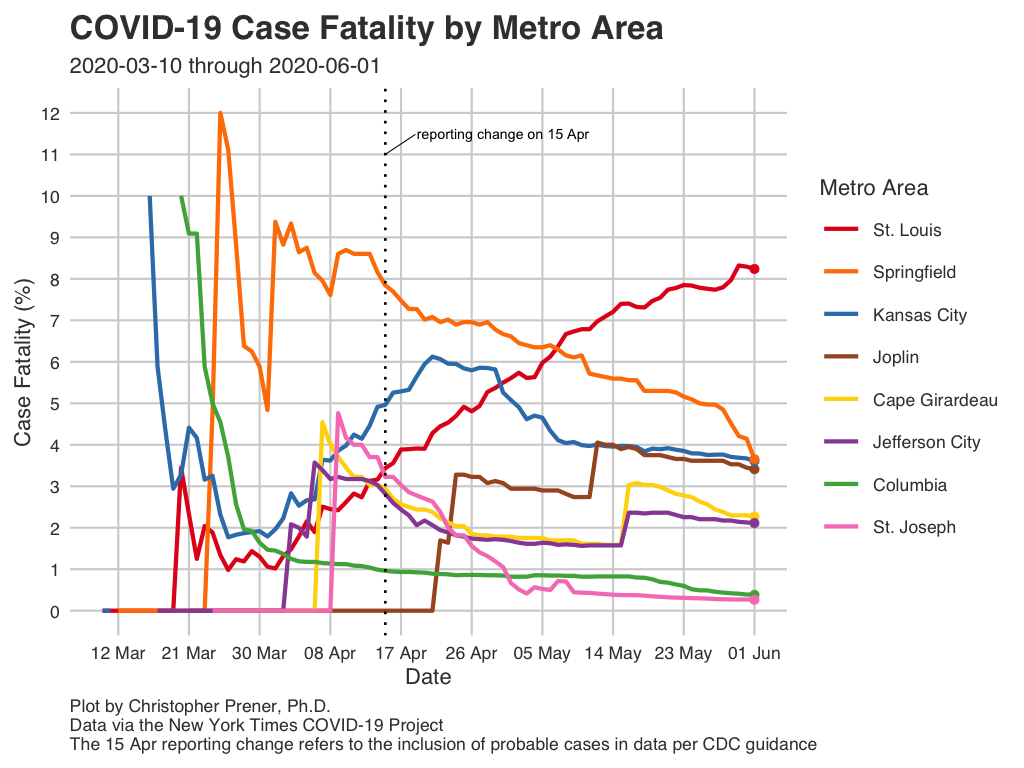 COVID-19 Case Fatality by Metro Area
2020-03-10 through 2020-06-01
12
11
10
9
8
7
6
5
4
3
2
1
0
Case Fatality (%)
reporting change on 15 Apr
12 Mar 21 Mar 30 Mar 08 Apr 17 Apr 26 Apr 05 May 14 May 23 May 01 Jun
Date
Metro Area
St. Louis
Springfield
Kansas City
Joplin
Cape Girardeau
Jefferson City
Columbia
St. Joseph
Plot by Christopher Prener, Ph.D.
Data via the New York Times COVID-19 Project
The 15 Apr reporting change refers to the inclusion of probable cases in data per CDC guidance